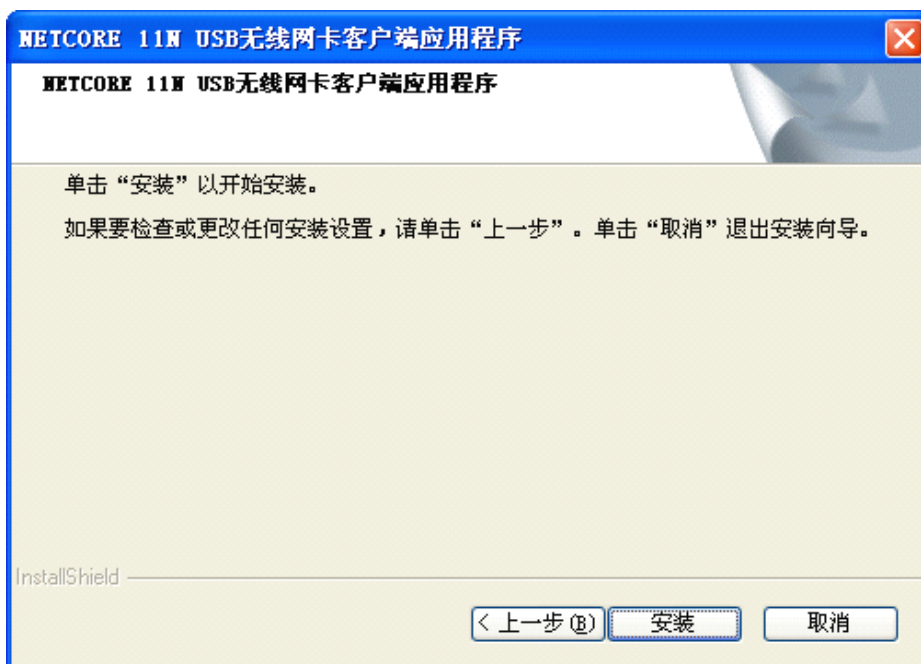 NETCORE 11N USB无线网卡客户端应用程序
NETCORE 11N USB无线网卡客户端应用程序
单击“安装”以开始安装。
如果要检查或更改任何安装设置，请单击“上一步”。单击“取消”退出安装向导。
InstallShield
< 上一步(B) 安装 取消